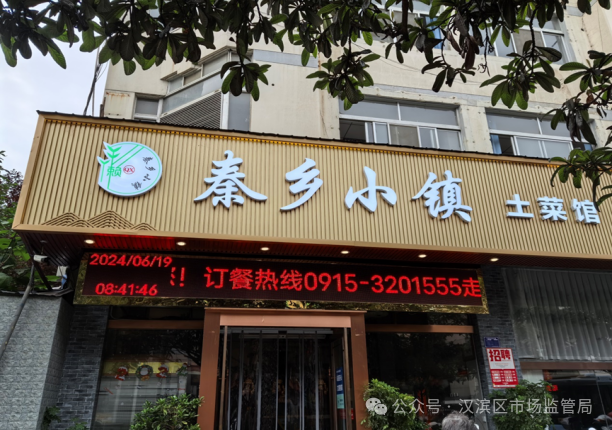 秦乡小镇 土菜馆
2024/06/19
08:41:46
! 订餐热线0915-3201555走
招聘
公众号 · 汉滨区市场监管局